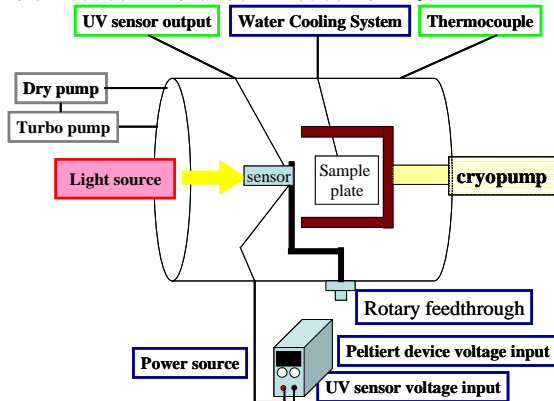 UV sensor output
Water Cooling System
Thermocouple
Dry pump
Turbo pump
Light source
sensor
Sample
plate
cryopump
Rotary feedthrough
Power source
Peltiert device voltage input
UV sensor voltage input